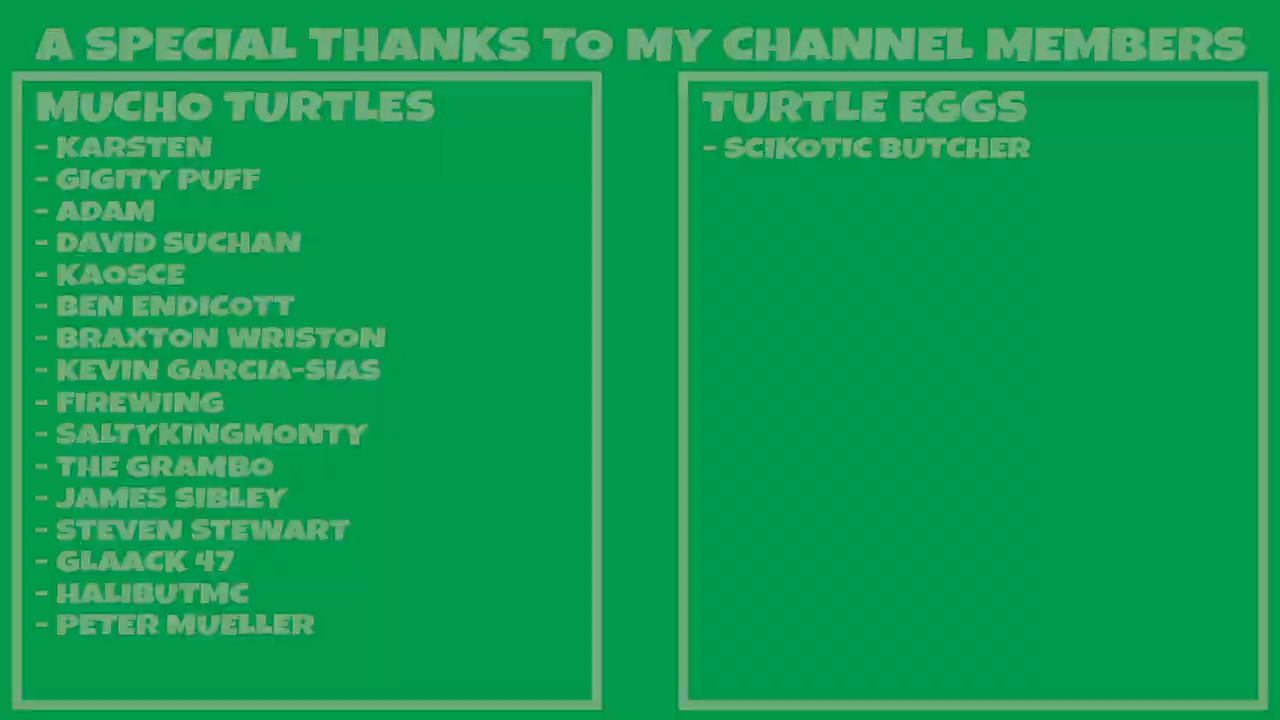 A SPECIAL THANKS TO MY CHANNEL MEMBERS
MUCHO TURTLES
- KARSTEN
- GIGITY PUFF
- ADAM
- DAVID SUCHAN
- KAOSCE
- BEN ENDICOTT
- BRAXTON WRISTON
- KEVIN GARCIA-SIAS
- FIREWING
- SALTYKINGMONTY
- THE GRAMBO
- JAMES SIBLEY
- STEVEN STEWART
- GLAACK 47
- HALIBUTMC
- PETER MUELLER
TURTLE EGGS
- SCIKOTIC BUTCHER